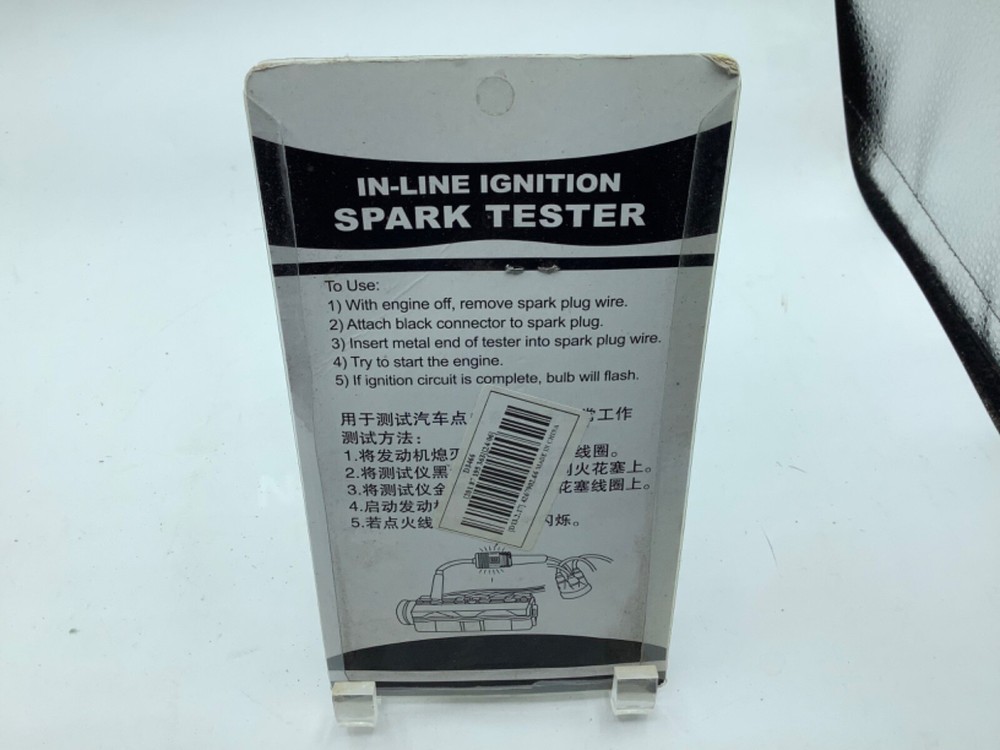 IN-LINE IGNITION
SPARK TESTER
To Use:
1) With engine off, remove spark plug wire.
2) Attach black connector to spark plug.
3) Insert metal end of tester into spark plug wire.
4) Try to start the engine.
5) If ignition circuit is complete, bulb will flash.
用于测试汽车点 常工作
测试方法：
1.将发动机熄 线圈。
2.将测试仪黑 火花塞上。
3.将测试仪金 花塞线圈上。
4.启动发动
5.若点火线 闪烁。
MADE IN CHINA